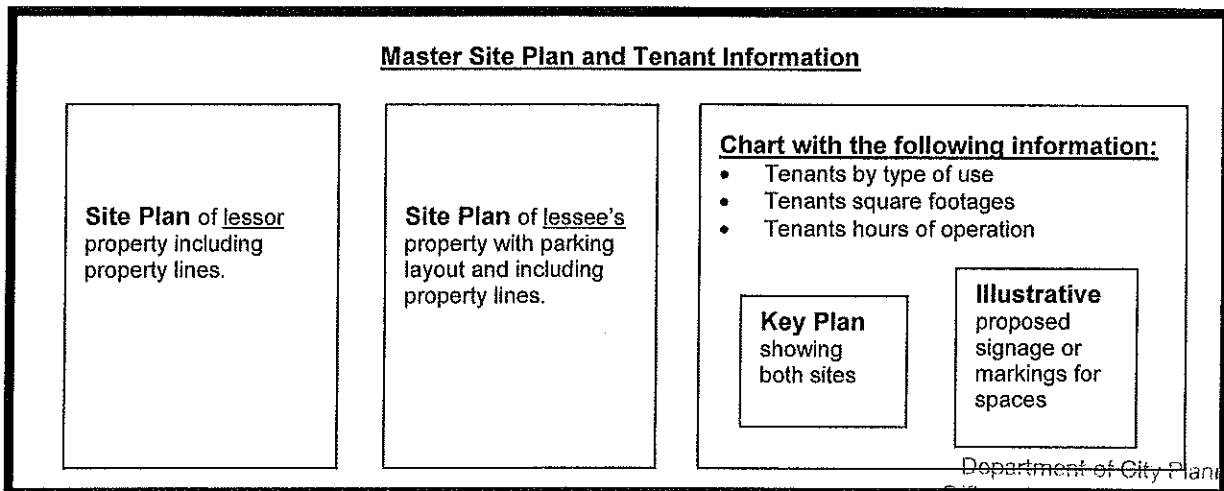 Master Site Plan and Tenant Information
Site Plan of lessor
property including
property lines.
Site Plan of lessee's
property with parking
layout and including
property lines.
Chart with the following information:
• Tenants by type of use
• Tenants square footages
• Tenants hours of operation
Key Plan
showing
both sites
Illustrative
proposed
signage or
markings for
spaces
Department of City